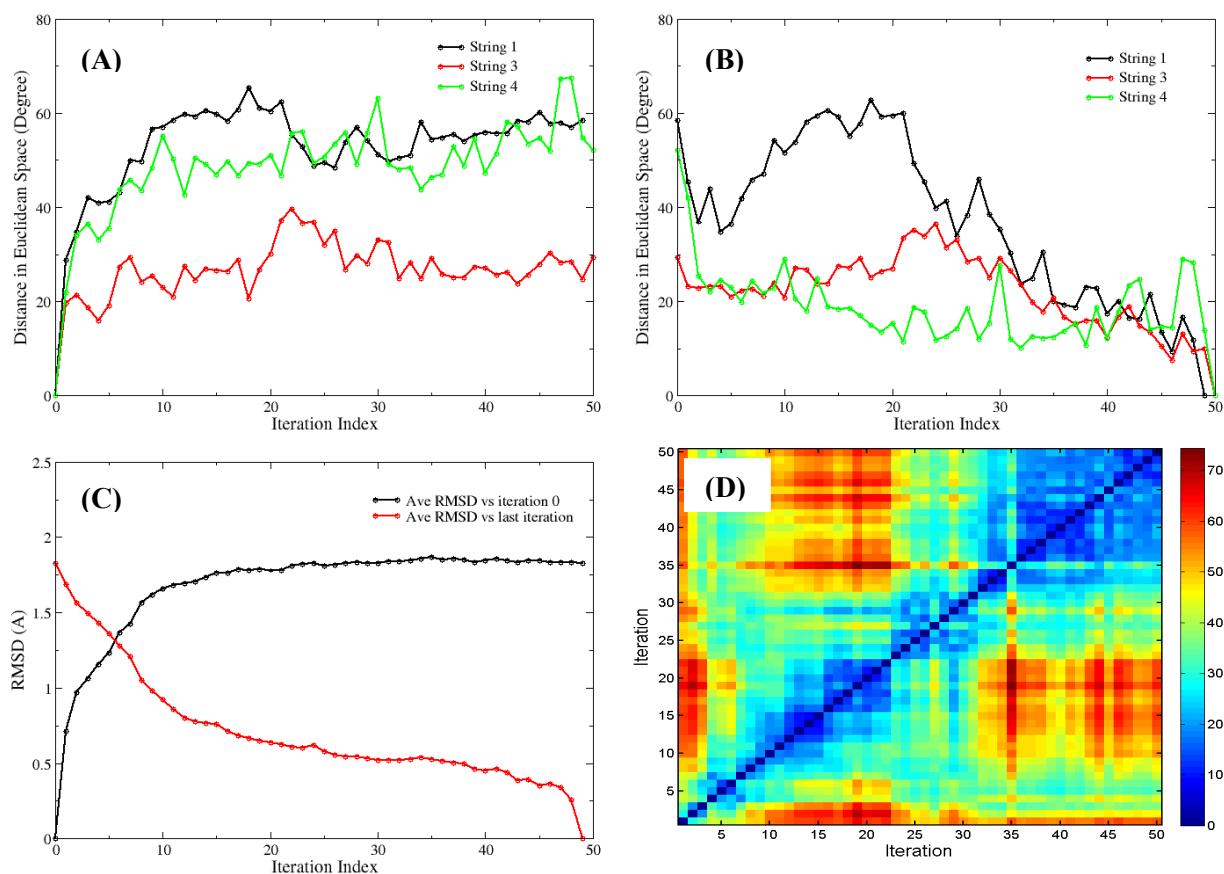 (A)
String 1
String 3
String 4
Distance in Euclidean Space (Degree)
80
60
40
20
0
0 10 20 30 40 50
Iteration Index
(B)
String 1
String 3
String 4
Distance in Euclidean Space (Degree)
80
60
40
20
0
0 10 20 30 40 50
Iteration Index
(C)
Ave RMSD vs iteration 0
Ave RMSD vs last iteration
RMSD (A)
2.5
2
1.5
1
0.5
0
0 10 20 30 40 50
Iteration Index
(D)
Iteration
50
45
40
35
30
25
20
15
10
5
5 10 15 20 25 30 35 40 45 50
Iteration
70
60
50
40
30
20
10
0